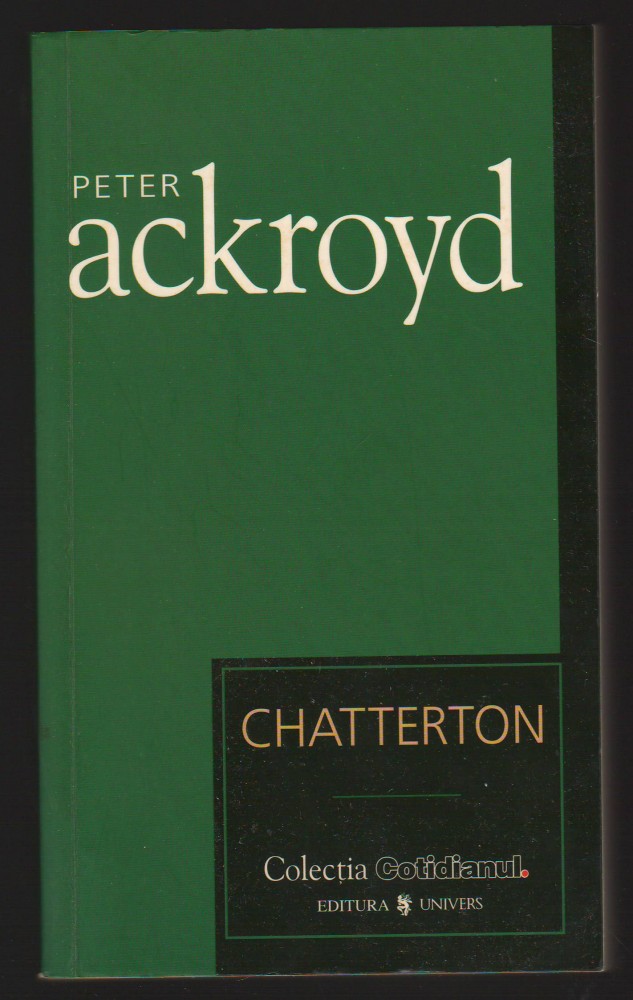 PETER
ackroyd
CHATTERTON
Colecția Cotidianul.
EDITURA UNIVERS